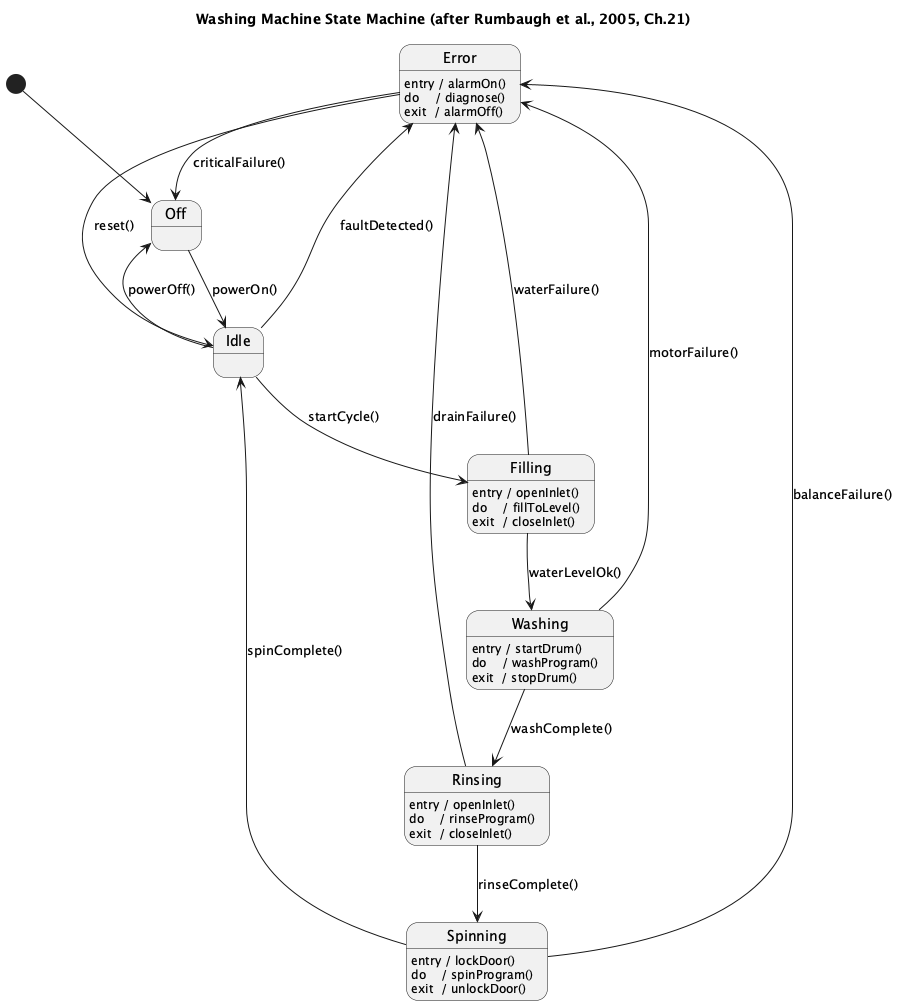 Washing Machine State Machine (after Rumbaugh et al., 2005, Ch.21)
Error
entry / alarmOn()
do / diagnose()
exit / alarmOff()
criticalFailure()
Off
reset()
faultDetected()
powerOff()
powerOn()
waterFailure()
Idle
motorFailure()
startCycle()
drainFailure()
Filling
entry / openInlet()
do / fillToLevel()
exit / closeInlet()
balanceFailure()
waterLevelOk()
Washing
entry / startDrum()
do / washProgram()
exit / stopDrum()
spinComplete()
washComplete()
Rinsing
entry / openInlet()
do / rinseProgram()
exit / closeInlet()
rinseComplete()
Spinning
entry / lockDoor()
do / spinProgram()
exit / unlockDoor()